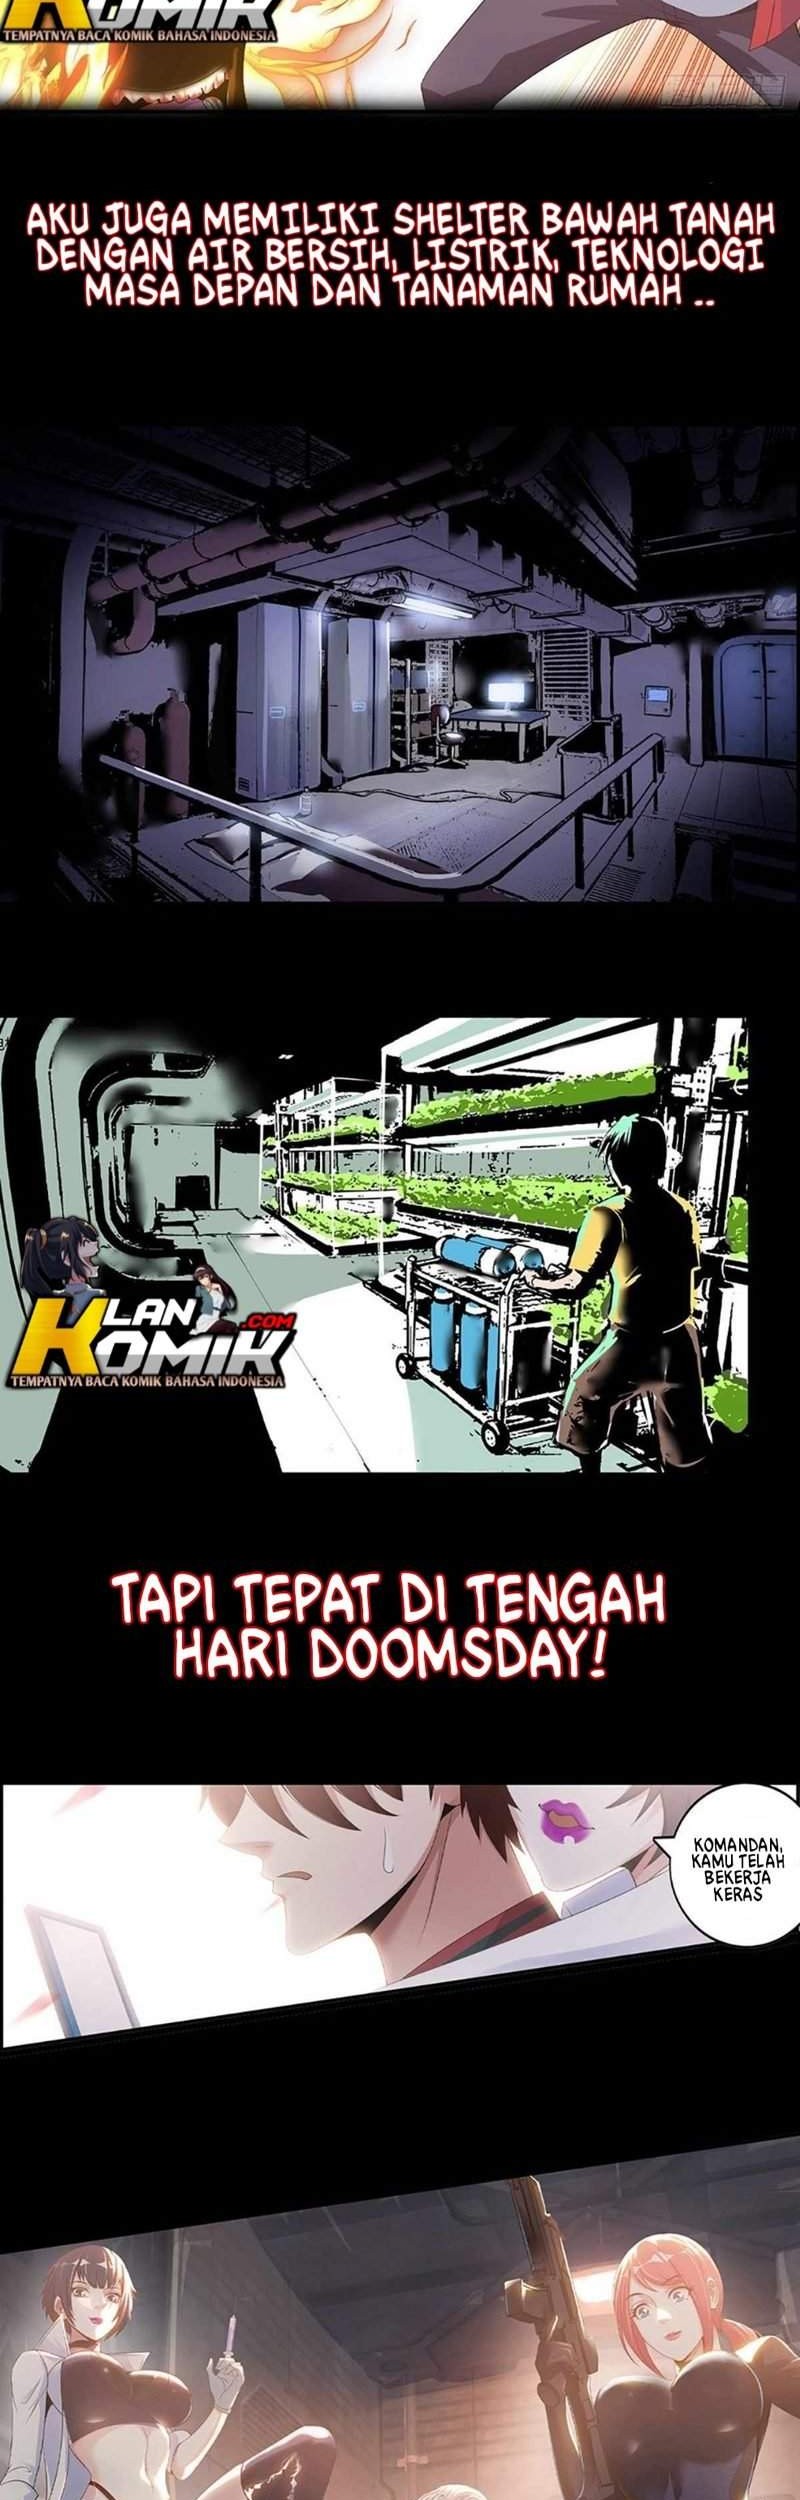 KOMIK
TEMPATNYA BACA KOMIK BAHASA INDONESIA
AKU JUGA MEMILIKI SHELTER BAWAH TANAH
DENGAN AIR BERSIH, LISTRIK, TEKNOLOGI
MASA DEPAN DAN TANAMAN RUMAH ..
KLAN
KOMIK.COM
TEMPATNYA BACA KOMIK BAHASA INDONESIA
TAPI TEPAT DI TENGAH
HARI DOOMSDAY!
KOMANDAN,
KAMU TELAH
BEKERJA
KERAS